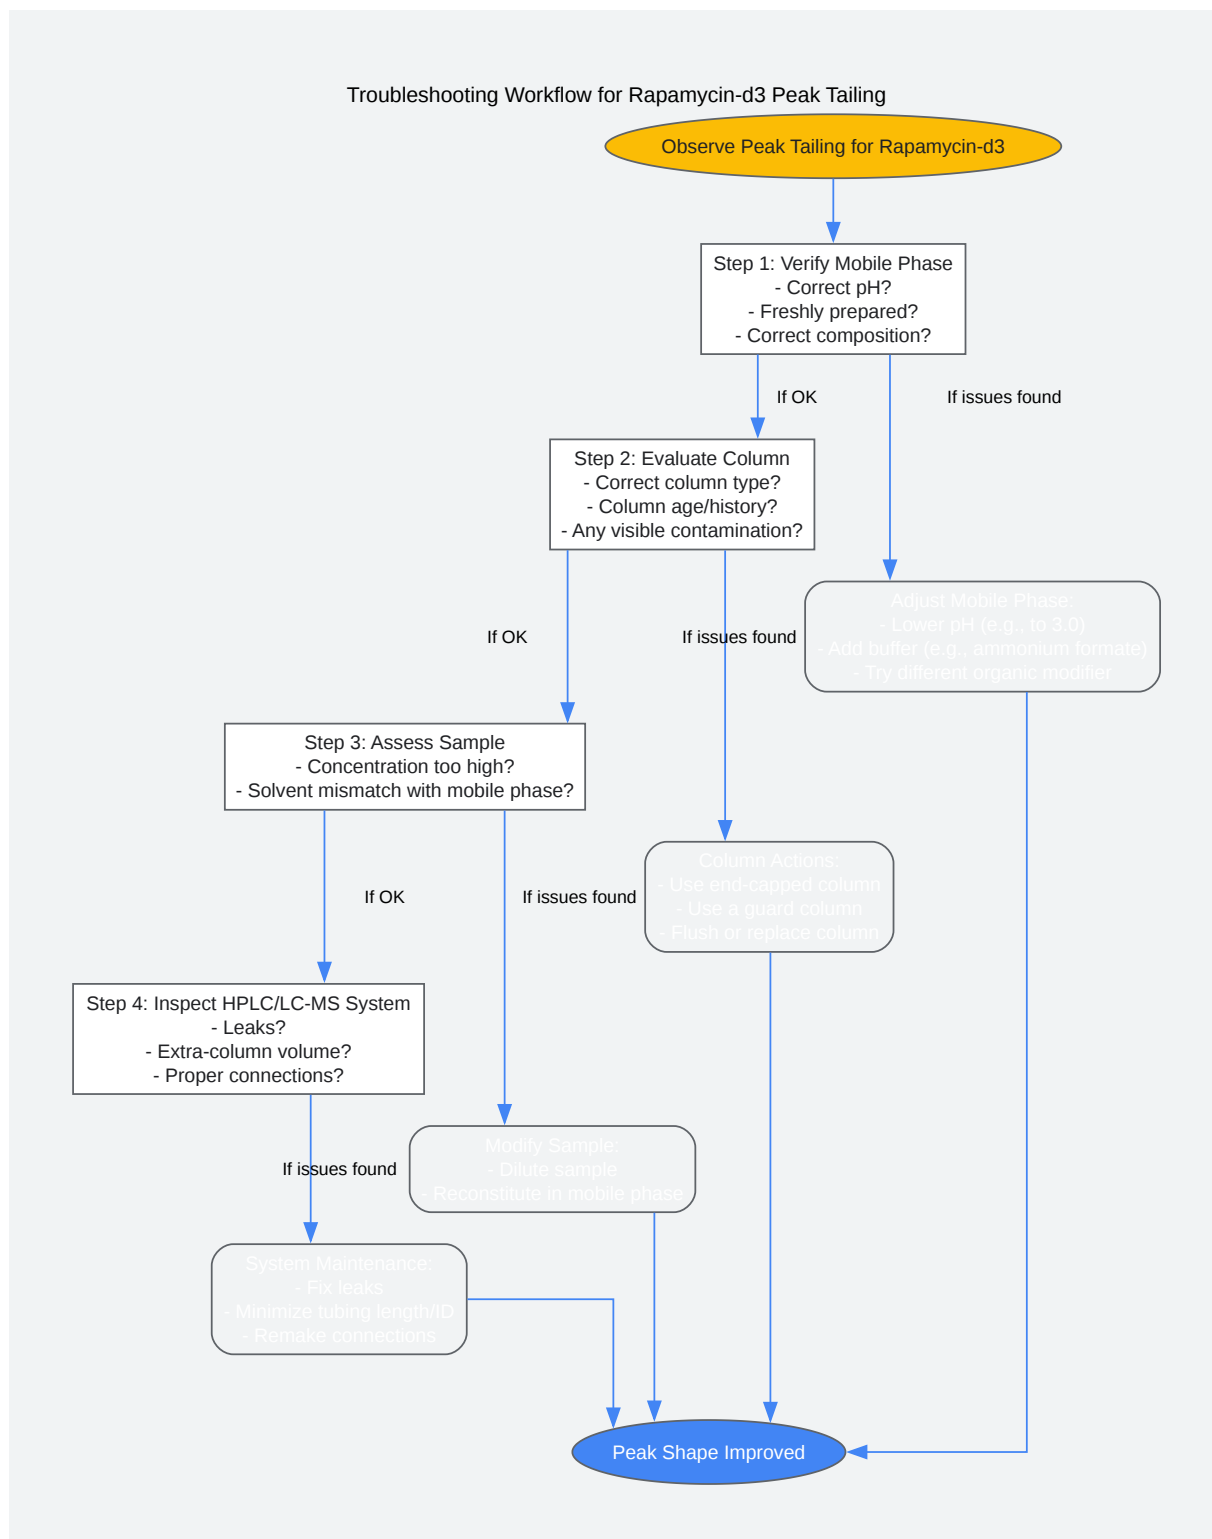 Troubleshooting Workflow for Rapamycin-d3 Peak Tailing
Observe Peak Tailing for Rapamycin-d3
Step 1: Verify Mobile Phase
- Correct pH?
- Freshly prepared?
- Correct composition?
If OK
If issues found
Step 2: Evaluate Column
- Correct column type?
- Column age/history?
- Any visible contamination?
Adjust Mobile Phase:
- Lower pH (e.g., to 3.0)
- Add buffer (e.g., ammonium formate)
- Try different organic modifier
If OK
If issues found
Step 3: Assess Sample
- Concentration too high?
- Solvent mismatch with mobile phase?
Column Actions:
- Use end-capped column
- Use a guard column
- Flush or replace column
If OK
If issues found
Step 4: Inspect HPLC/LC-MS System
- Leaks?
- Extra-column volume?
- Proper connections?
Modify Sample:
- Dilute sample
- Reconstitute in mobile phase
If issues found
System Maintenance:
- Fix leaks
- Minimize tubing length/ID
- Remake connections
Peak Shape Improved